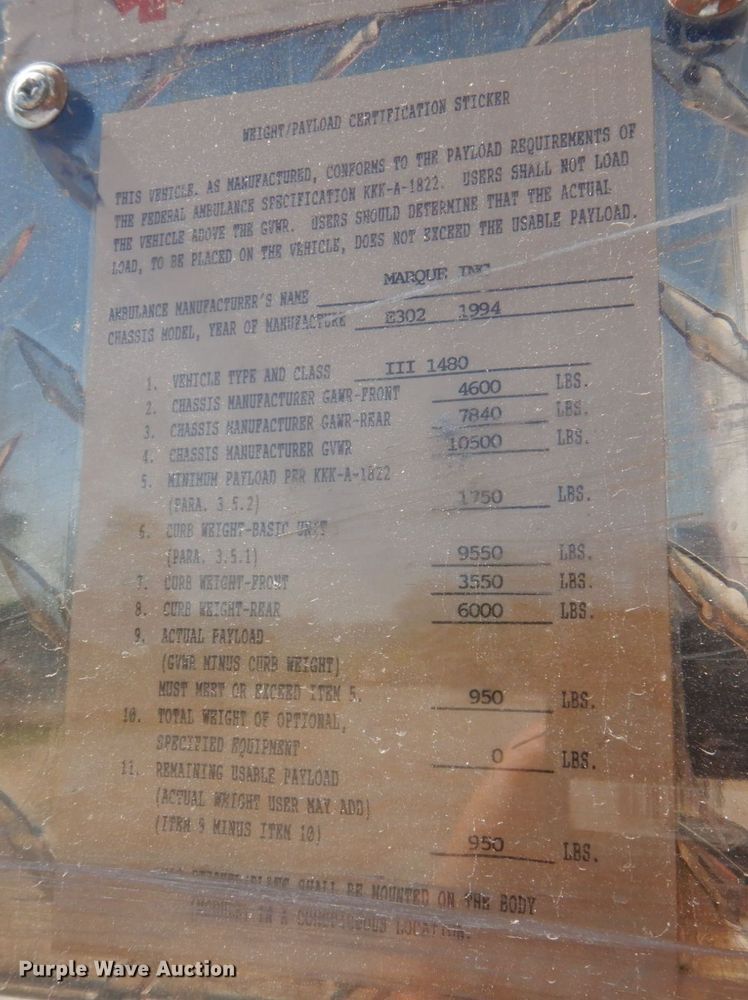 WEIGHT/PAYLOAD CERTIFICATION STICKER
THIS VEHICLE, AS MANUFACTURED, CONFORMS TO THE PAYLOAD REQUIREMENTS OF
THE FEDERAL AMBULANCE SPECIFICATION KKK-A-1822. USERS SHALL NOT LOAD
THE VEHICLE ABOVE THE GVWR. USERS SHOULD DETERMINE THAT THE ACTUAL
LOAD, TO BE PLACED ON THE VEHICLE, DOES NOT EXCEED THE USABLE PAYLOAD.
AMBULANCE MANUFACTURER'S NAME MARQUE INC
CHASSIS MODEL, YEAR OF MANUFACTURE E302 1994
1. VEHICLE TYPE AND CLASS III 1480
2. CHASSIS MANUFACTURER GAWR-FRONT 4600 LBS.
3. CHASSIS MANUFACTURER GAWR-REAR 7840 LBS.
4. CHASSIS MANUFACTURER GVWR 10500 LBS.
5. MINIMUM PAYLOAD PER KKK-A-1822
(PARA. 3.5.2) 1750 LBS.
6. CURB WEIGHT-BASIC UNIT
(PARA. 3.5.1) 9550 LBS.
7. CURB WEIGHT-FRONT 3550 LBS.
8. CURB WEIGHT-REAR 6000 LBS.
9. ACTUAL PAYLOAD
(GVWR MINUS CURB WEIGHT)
MUST MEET OR EXCEED ITEM 5. 950 LBS.
10. TOTAL WEIGHT OF OPTIONAL,
SPECIFIED EQUIPMENT 0 LBS.
11. REMAINING USABLE PAYLOAD
(ACTUAL WEIGHT USER MAY ADD)
(ITEM 9 MINUS ITEM 10) 950 LBS.
SHALL BE MOUNTED ON THE BODY
IN A CONSPICUOUS LOCATION.
Purple Wave Auction